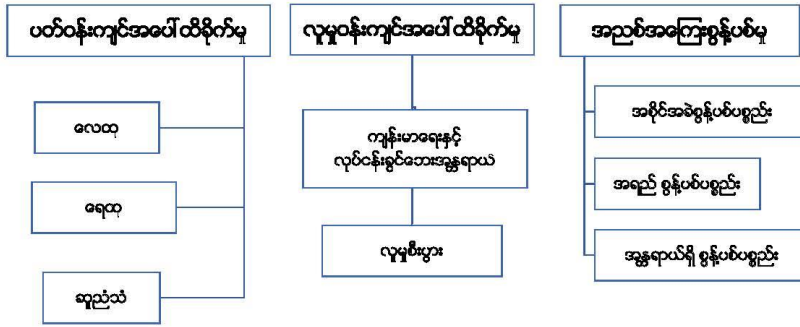 ပတ်ဝန်းကျင်အပေါ် ထိခိုက်မှု
လေထု
ရေထု
ဆူညံသံ
လူမှုဝန်းကျင်အပေါ် ထိခိုက်မှု
ကျန်းမာရေးနှင့်
လုပ်ငန်းခွင်ဘေးအန္တရာယ်
လူမှုစီးပွား
အညစ်အကြေးစွန့်ပစ်မှု
အစိုင်အခဲစွန့်ပစ်ပစ္စည်း
အရည် စွန့်ပစ်ပစ္စည်း
အန္တရာယ်ရှိ စွန့်ပစ်ပစ္စည်း